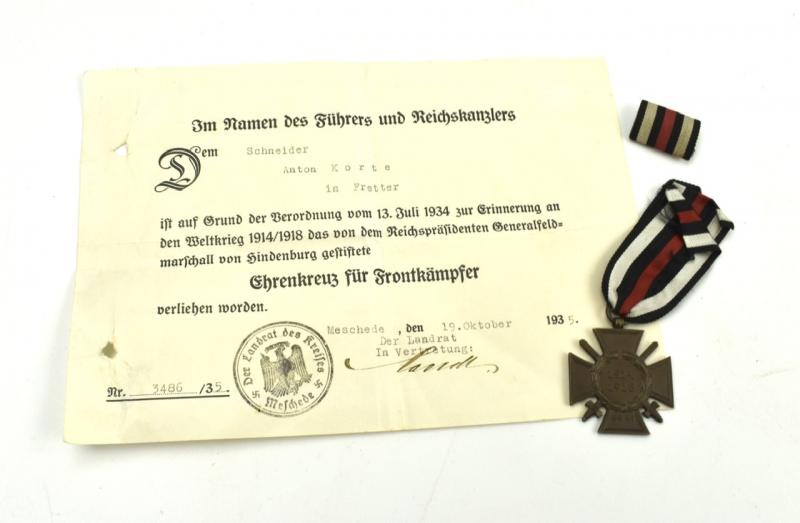 Im Namen des Führers und Reichskanzlers
Dem Schneider
Anton Korte
in Fretter
ist auf Grund der Verordnung vom 13. Juli 1934 zur Erinnerung an
den Weltkrieg 1914/1918 das von dem Reichspräsidenten Generalfeld-
marschall von Hindenburg gestiftete
Ehrenkreuz für Frontkämpfer
verliehen worden.
Meschede, den 19. Oktober 1935.
Der Landrat
In Vertretung:
Nr. 3486 /35
Der Landrat des Kreises
Meschede
1914
1918